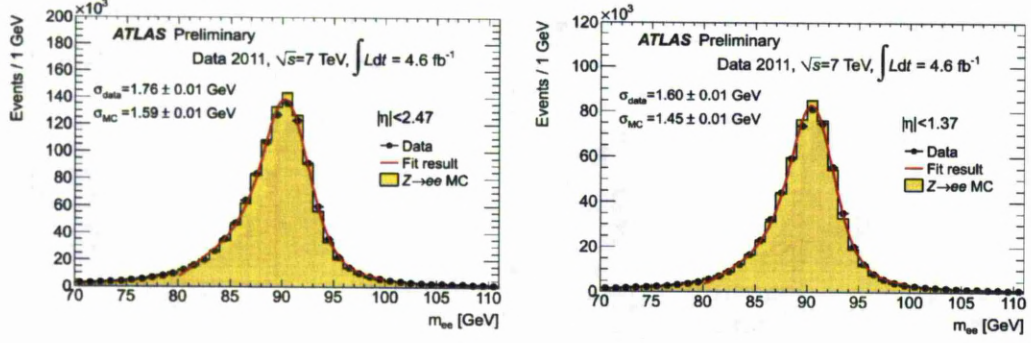 ×10³
200
180
160
140
120
100
80
60
40
20
0
Events / 1 GeV
ATLAS Preliminary
Data 2011, √s=7 TeV, ∫Ldt = 4.6 fb⁻¹
σdata=1.76 ± 0.01 GeV
σMC=1.59 ± 0.01 GeV
|η|<2.47
Data
Fit result
Z→ee MC
70 75 80 85 90 95 100 105 110
mee [GeV]
×10³
120
100
80
60
40
20
0
Events / 1 GeV
ATLAS Preliminary
Data 2011, √s=7 TeV, ∫Ldt = 4.6 fb⁻¹
σdata=1.60 ± 0.01 GeV
σMC=1.45 ± 0.01 GeV
|η|<1.37
Data
Fit result
Z→ee MC
70 75 80 85 90 95 100 105 110
mee [GeV]